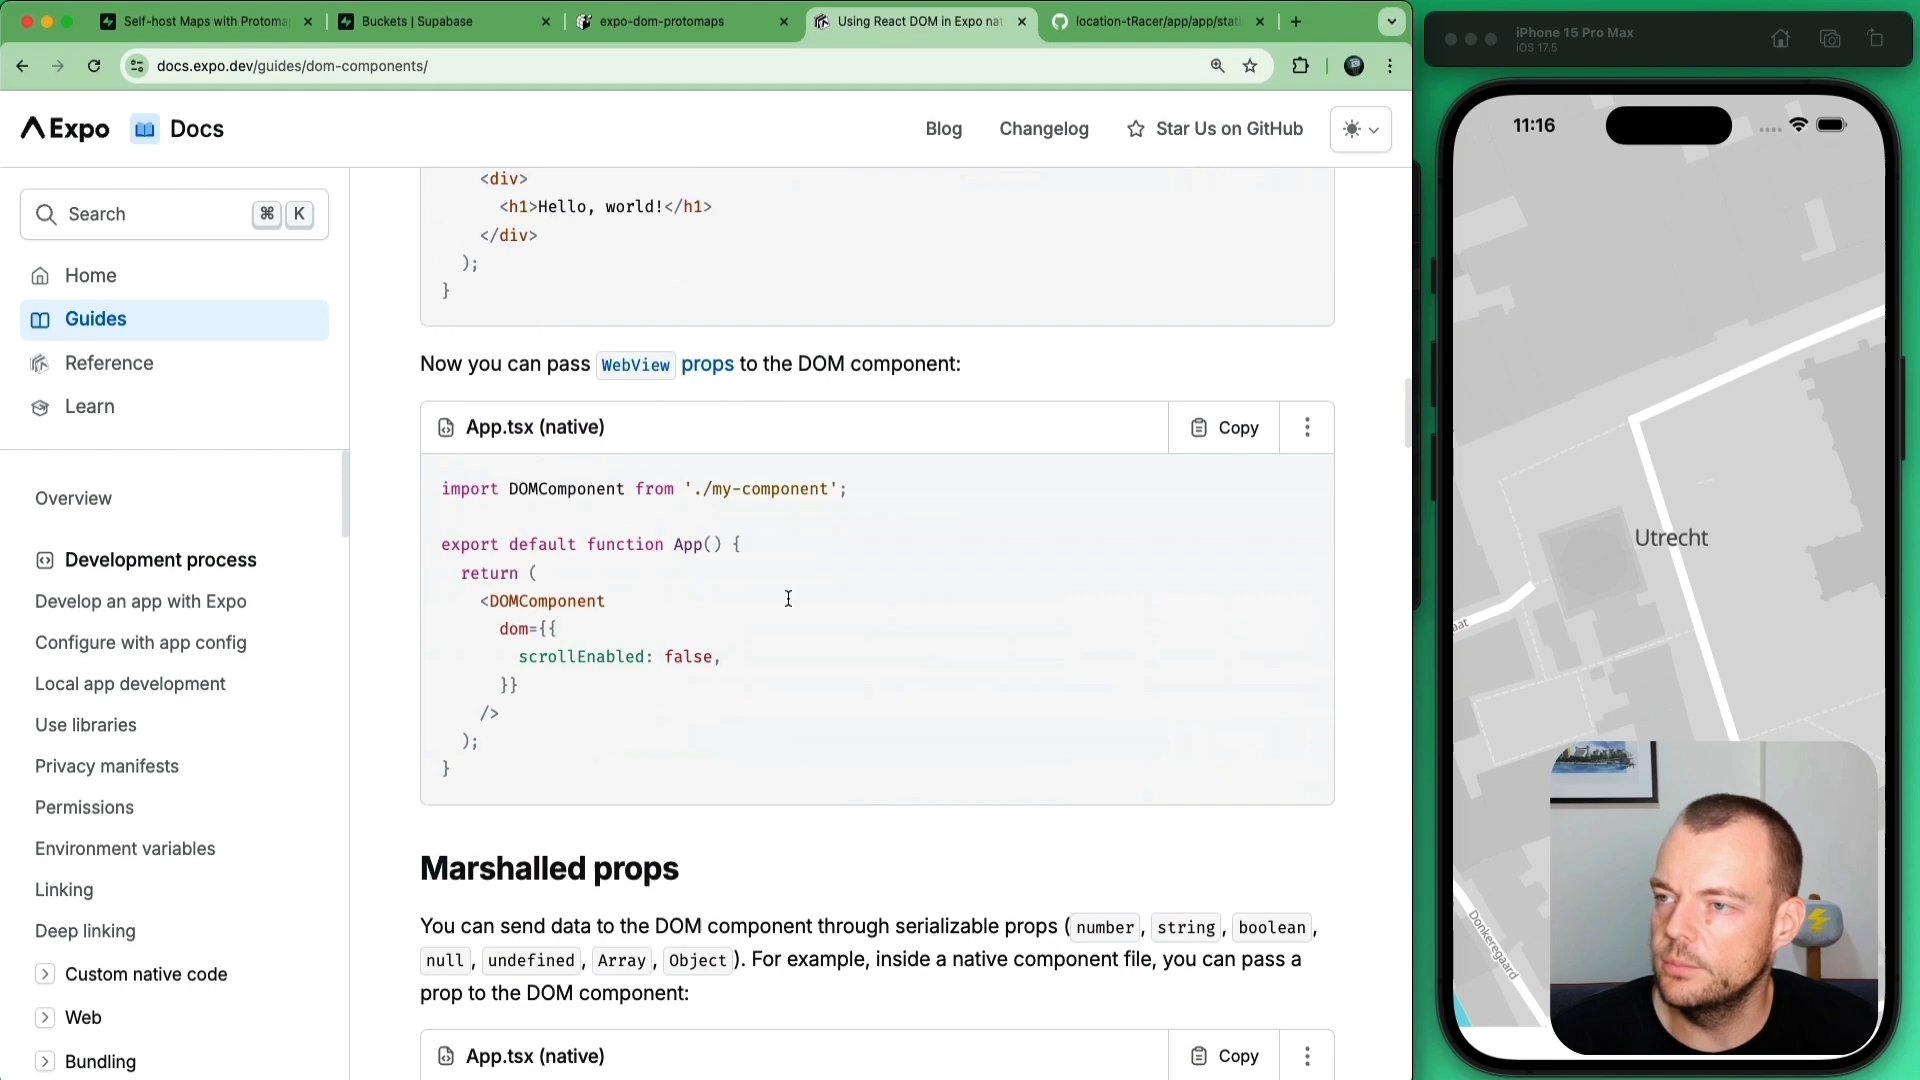 Self-host Maps with Protoma
Buckets | Supabase
expo-dom-protomaps
Using React DOM in Expo nat
location-tRacer/app/app/stat
docs.expo.dev/guides/dom-components/
Expo
Docs
Blog
Changelog
Star Us on GitHub
Search
⌘ K
Home
Guides
Reference
Learn
Overview
Development process
Develop an app with Expo
Configure with app config
Local app development
Use libraries
Privacy manifests
Permissions
Environment variables
Linking
Deep linking
Custom native code
Web
Bundling
<div>
<h1>Hello, world!</h1>
</div>
);
}
Now you can pass WebView props to the DOM component:
App.tsx (native)
Copy
import DOMComponent from './my-component';
export default function App() {
return (
<DOMComponent
dom={{
scrollEnabled: false,
}}
/>
);
}
Marshalled props
You can send data to the DOM component through serializable props (number, string, boolean,
null, undefined, Array, Object). For example, inside a native component file, you can pass a
prop to the DOM component:
App.tsx (native)
Copy
iPhone 15 Pro Max
iOS 17.5
11:16
Utrecht
aat
Donkeregaard